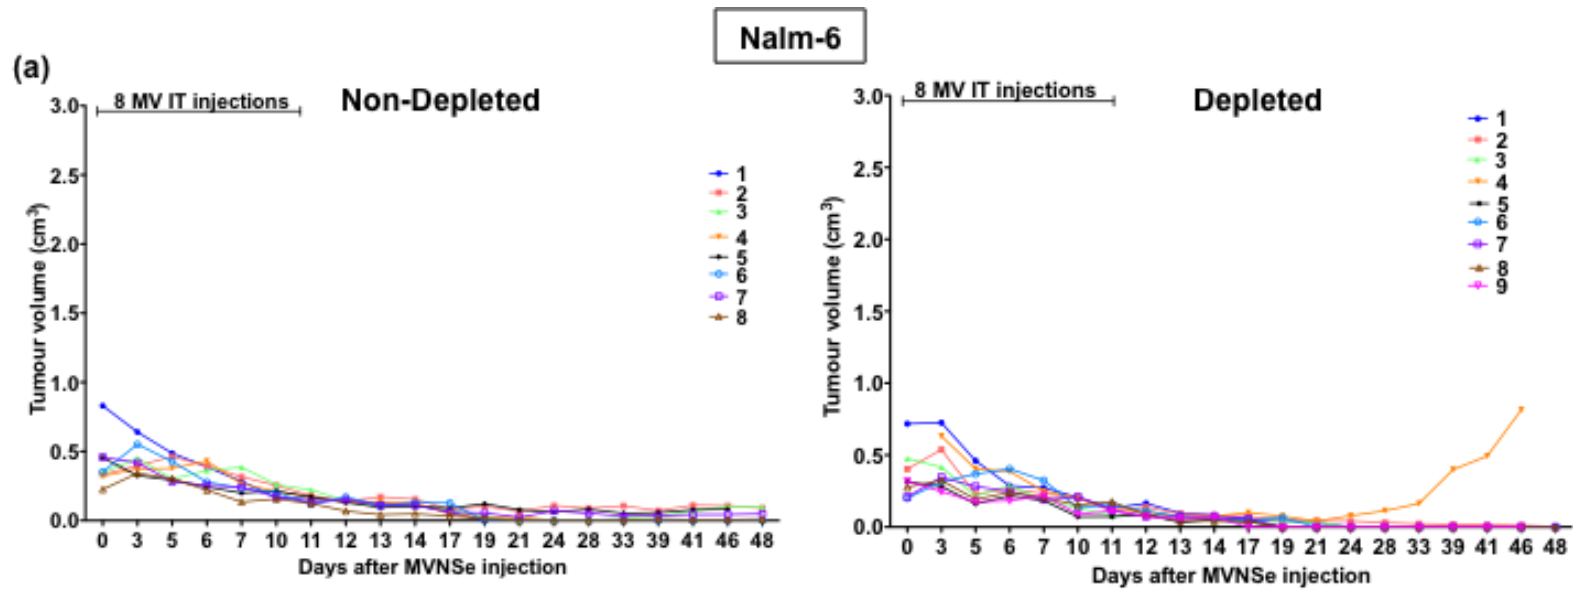 Nalm-6
(a)
8 MV IT injections
Non-Depleted
3.0
2.5
2.0
1.5
1.0
0.5
0.0
Tumour volume (cm³)
1
2
3
4
5
6
7
8
0 3 5 6 7 10 11 12 13 14 17 19 21 24 28 33 39 41 46 48
Days after MVNSe injection
8 MV IT injections
Depleted
3.0
2.5
2.0
1.5
1.0
0.5
0.0
Tumour volume (cm³)
1
2
3
4
5
6
7
8
9
0 3 5 6 7 10 11 12 13 14 17 19 21 24 28 33 39 41 46 48
Days after MVNSe injection